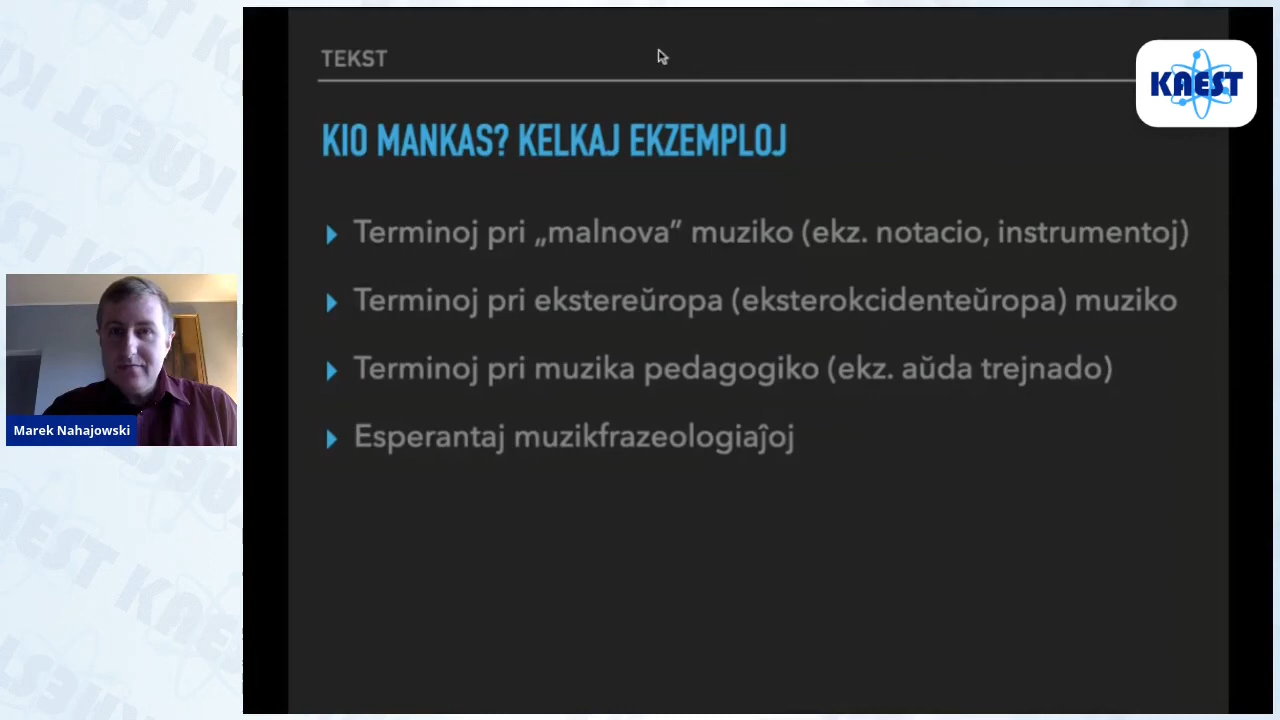 TEKST
KAEST
KIO MANKAS? KELKAJ EKZEMPLOJ
Terminoj pri „malnova” muziko (ekz. notacio, instrumentoj)
Terminoj pri ekstereŭropa (eksterokcidenteŭropa) muziko
Terminoj pri muzika pedagogiko (ekz. aŭda trejnado)
Esperantaj muzikfrazeologiaĵoj
Marek Nahajowski